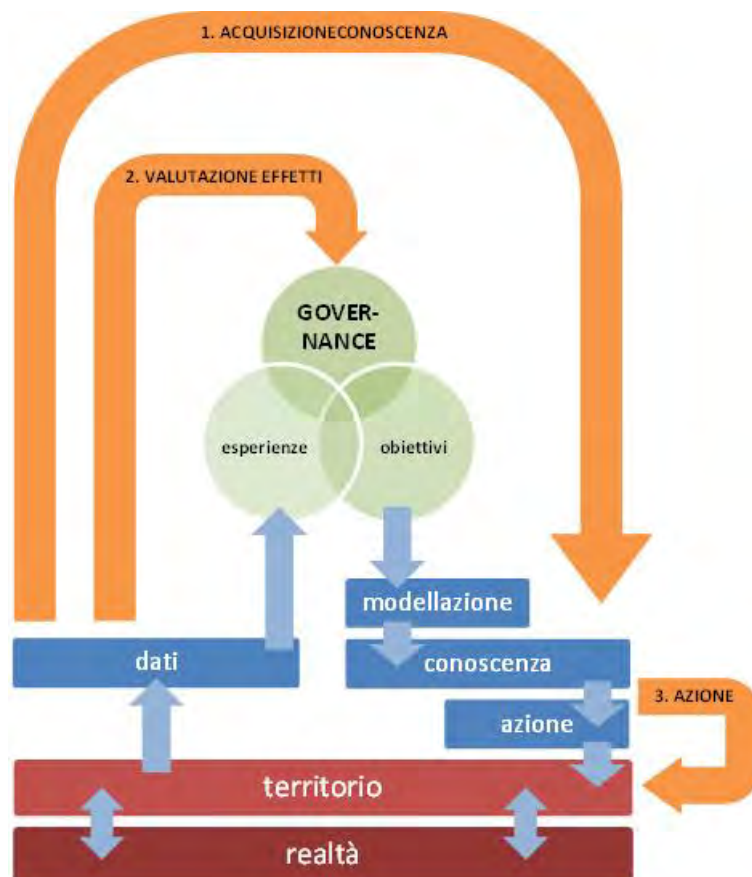 1. ACQUISIZIONECONOSCENZA
2. VALUTAZIONE EFFETTI
GOVER-
NANCE
esperienze
obiettivi
modellazione
dati
conoscenza
3. AZIONE
azione
territorio
realtà